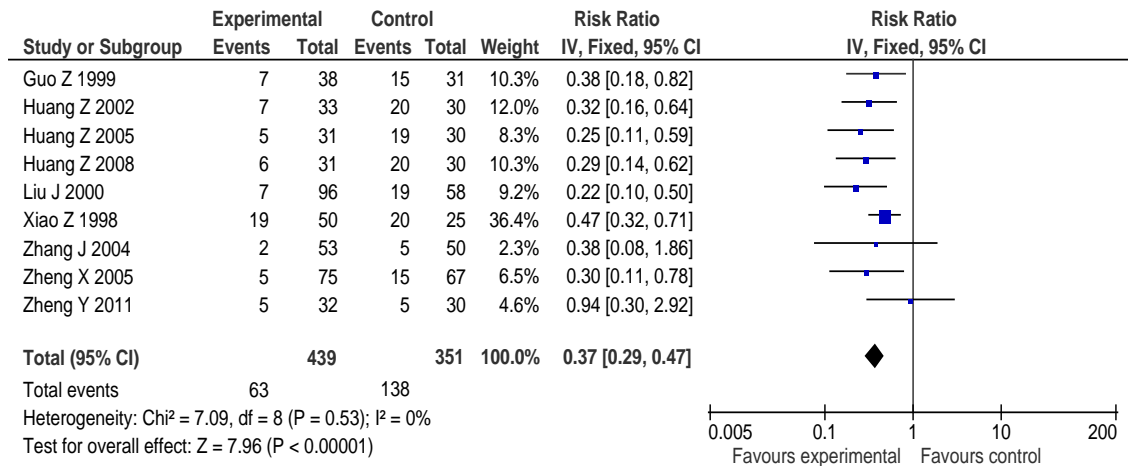 Experimental Control Risk Ratio Risk Ratio
Study or Subgroup Events Total Events Total Weight IV, Fixed, 95% CI IV, Fixed, 95% CI
Guo Z 1999 7 38 15 31 10.3% 0.38 [0.18, 0.82]
Huang Z 2002 7 33 20 30 12.0% 0.32 [0.16, 0.64]
Huang Z 2005 5 31 19 30 8.3% 0.25 [0.11, 0.59]
Huang Z 2008 6 31 20 30 10.3% 0.29 [0.14, 0.62]
Liu J 2000 7 96 19 58 9.2% 0.22 [0.10, 0.50]
Xiao Z 1998 19 50 20 25 36.4% 0.47 [0.32, 0.71]
Zhang J 2004 2 53 5 50 2.3% 0.38 [0.08, 1.86]
Zheng X 2005 5 75 15 67 6.5% 0.30 [0.11, 0.78]
Zheng Y 2011 5 32 5 30 4.6% 0.94 [0.30, 2.92]
Total (95% CI) 439 351 100.0% 0.37 [0.29, 0.47]
Total events 63 138
Heterogeneity: Chi² = 7.09, df = 8 (P = 0.53); I² = 0%
Test for overall effect: Z = 7.96 (P < 0.00001)
0.005 0.1 1 10 200
Favours experimental Favours control